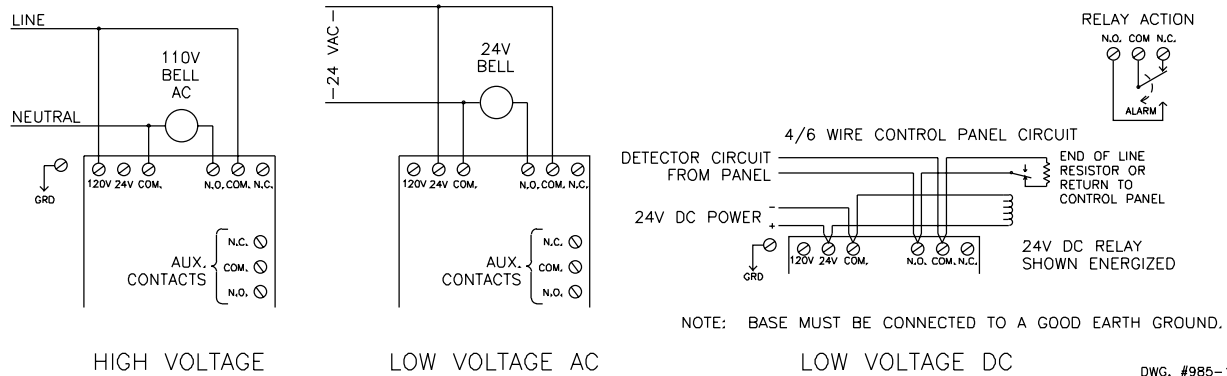 LINE
110V
BELL
AC
NEUTRAL
GRD
120V 24V COM. N.O. COM. N.C.
N.C.
AUX. COM.
CONTACTS
N.O.
HIGH VOLTAGE
24 VAC
24V
BELL
120V 24V COM. N.O. COM. N.C.
N.C.
AUX. COM.
CONTACTS
N.O.
LOW VOLTAGE AC
RELAY ACTION
N.O. COM N.C.
ALARM
4/6 WIRE CONTROL PANEL CIRCUIT
DETECTOR CIRCUIT
FROM PANEL
END OF LINE
RESISTOR OR
RETURN TO
CONTROL PANEL
24V DC POWER
-
+
GRD
120V 24V COM. N.O. COM. N.C.
24V DC RELAY
SHOWN ENERGIZED
NOTE: BASE MUST BE CONNECTED TO A GOOD EARTH GROUND.
LOW VOLTAGE DC